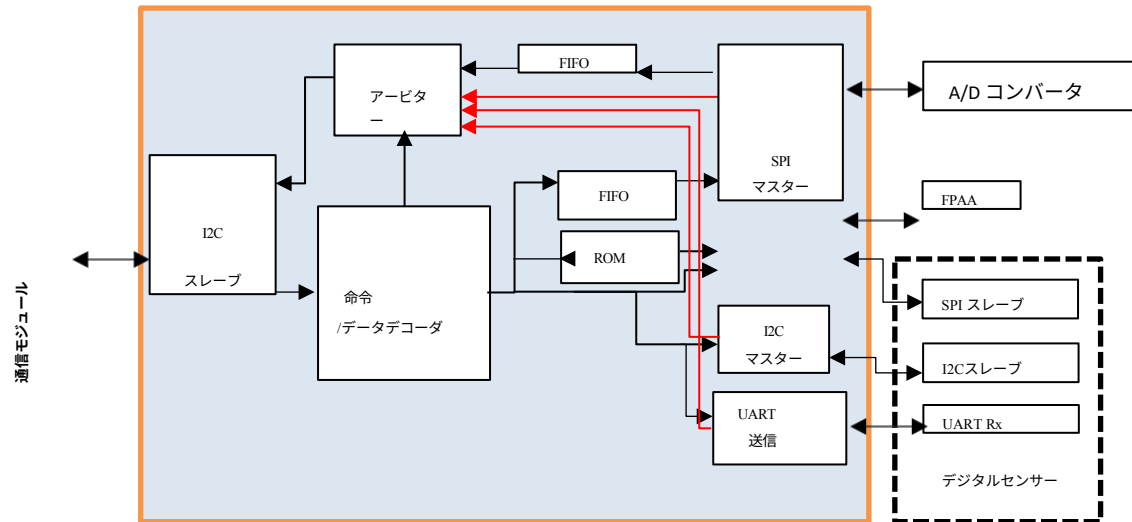 FIFO
アービタ
ー
A/D コンバータ
SPI
マスター
FIFO
FPAA
I2C
スレーブ
ROM
命令
/データデコーダ
SPI スレーブ
I2C
マスター
I2Cスレーブ
UART
送信
UART Rx
デジタルセンサー
通信モジュール